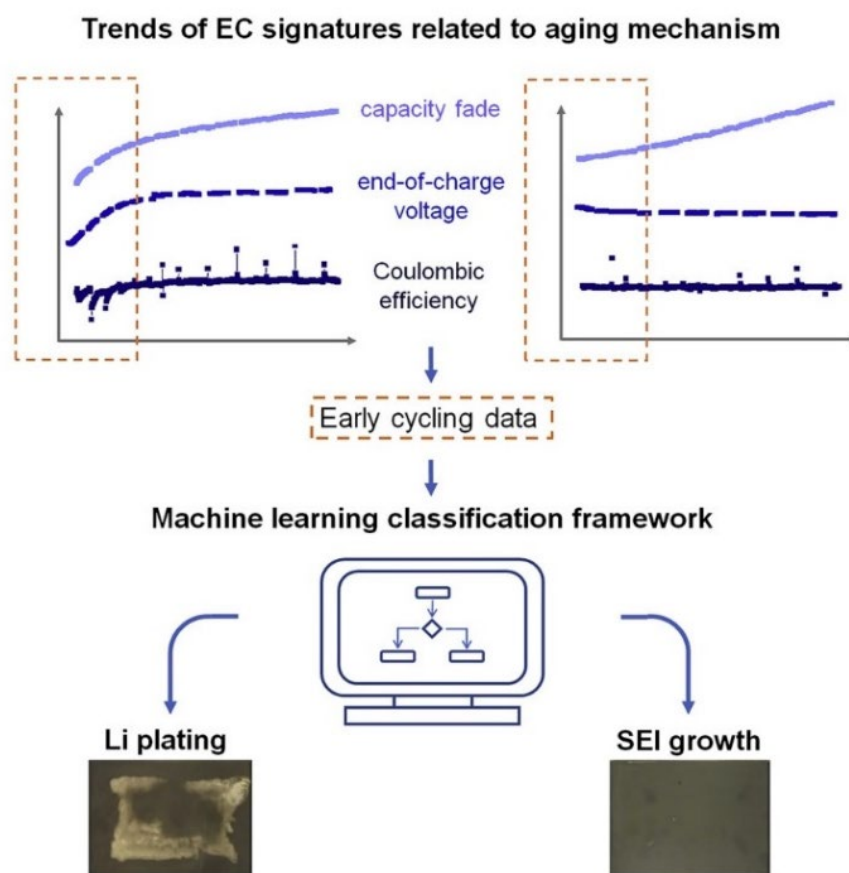 Trends of EC signatures related to aging mechanism
capacity fade
end-of-charge
voltage
Coulombic
efficiency
Early cycling data
Machine learning classification framework
Li plating
SEI growth